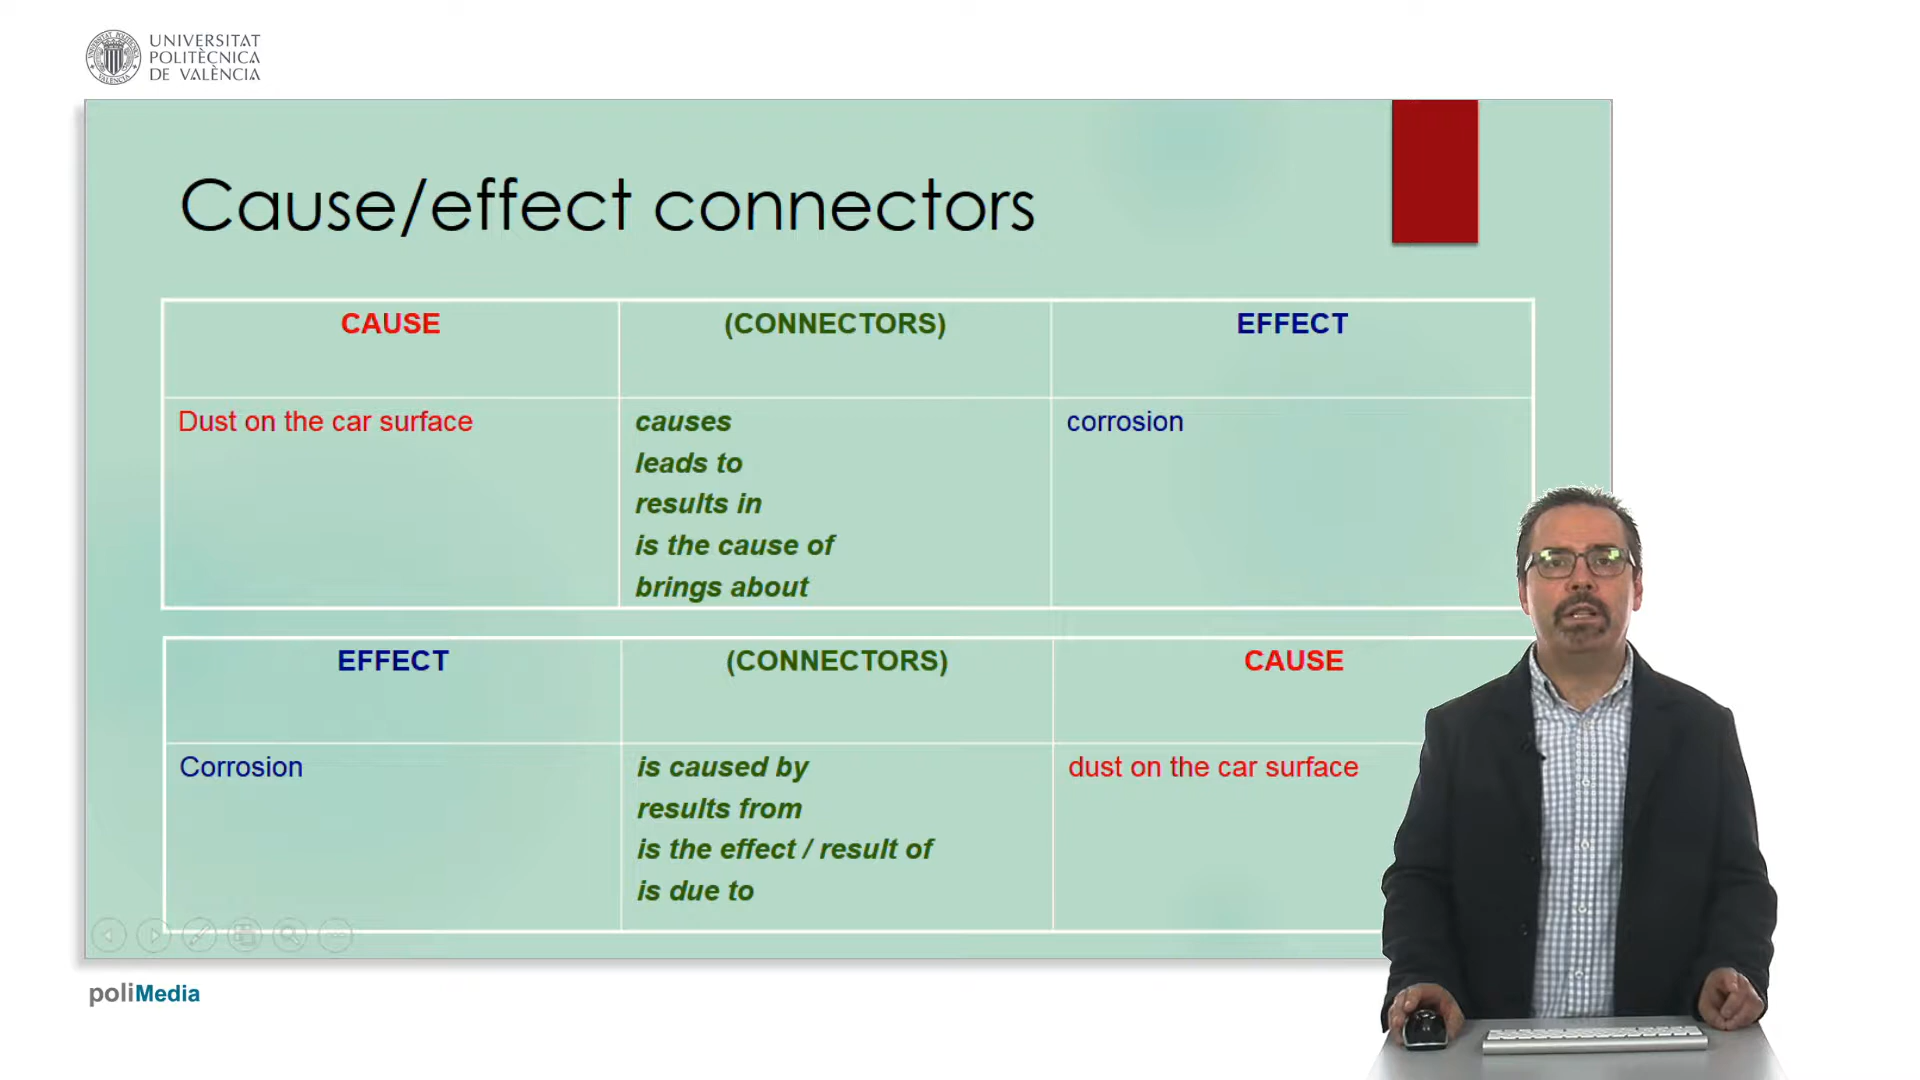 UNIVERSITAT
POLITÈCNICA
DE VALÈNCIA
Cause/effect connectors
CAUSE (CONNECTORS) EFFECT
Dust on the car surface causes corrosion
leads to
results in
is the cause of
brings about
EFFECT (CONNECTORS) CAUSE
Corrosion is caused by dust on the car surface
results from
is the effect / result of
is due to
poliMedia